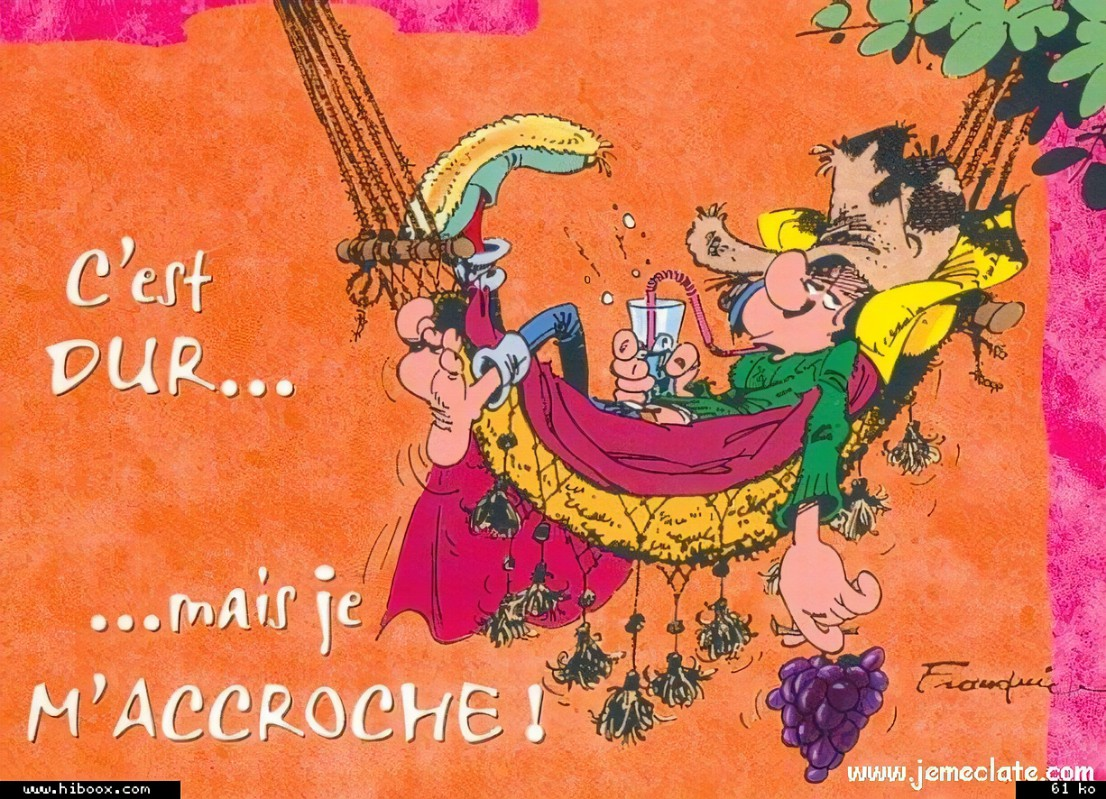 C'est
DUR...
...mais je
M'ACCROCHE !
Franquin
www.jemeclate.com
www.hiboox.com
61 ko